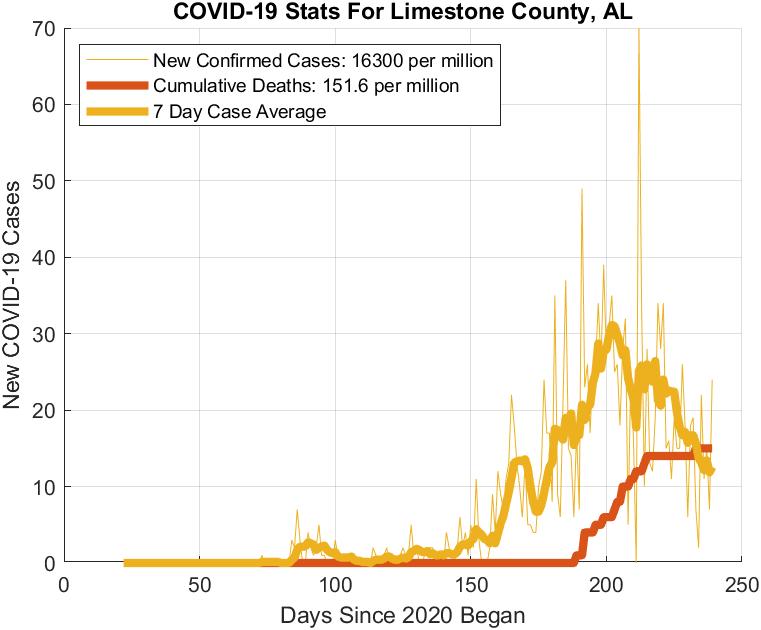 COVID-19 Stats For Limestone County, AL
New Confirmed Cases: 16300 per million
Cumulative Deaths: 151.6 per million
7 Day Case Average
New COVID-19 Cases
70
60
50
40
30
20
10
0
0 50 100 150 200 250
Days Since 2020 Began